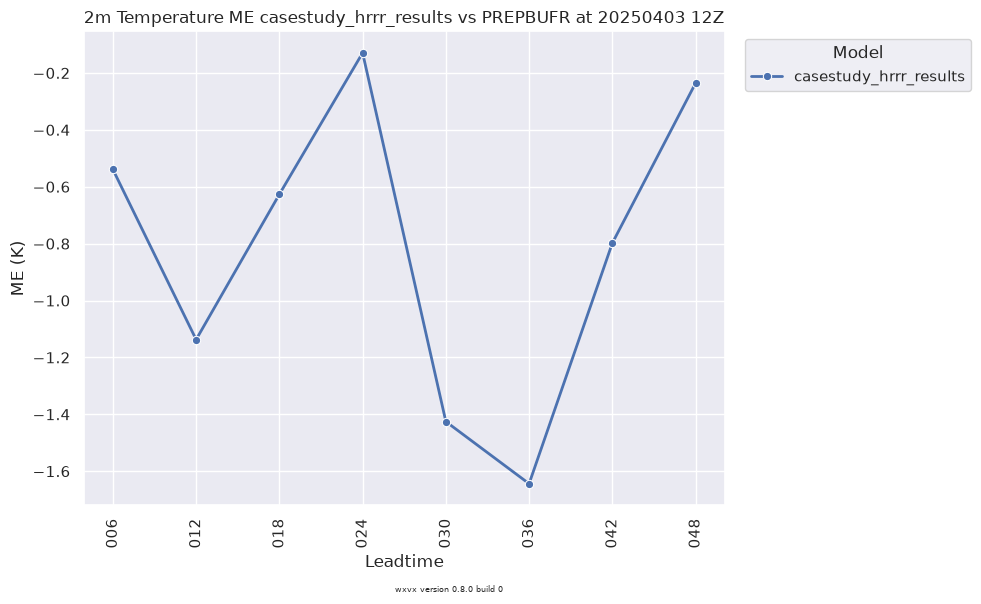 2m Temperature ME casestudy_hrrr_results vs PREPBUFR at 20250403 12Z
Model
casestudy_hrrr_results
−0.2
−0.4
−0.6
−0.8
−1.0
−1.2
−1.4
−1.6
ME (K)
006 012 018 024 030 036 042 048
Leadtime
wxvx version 0.8.0 build 0